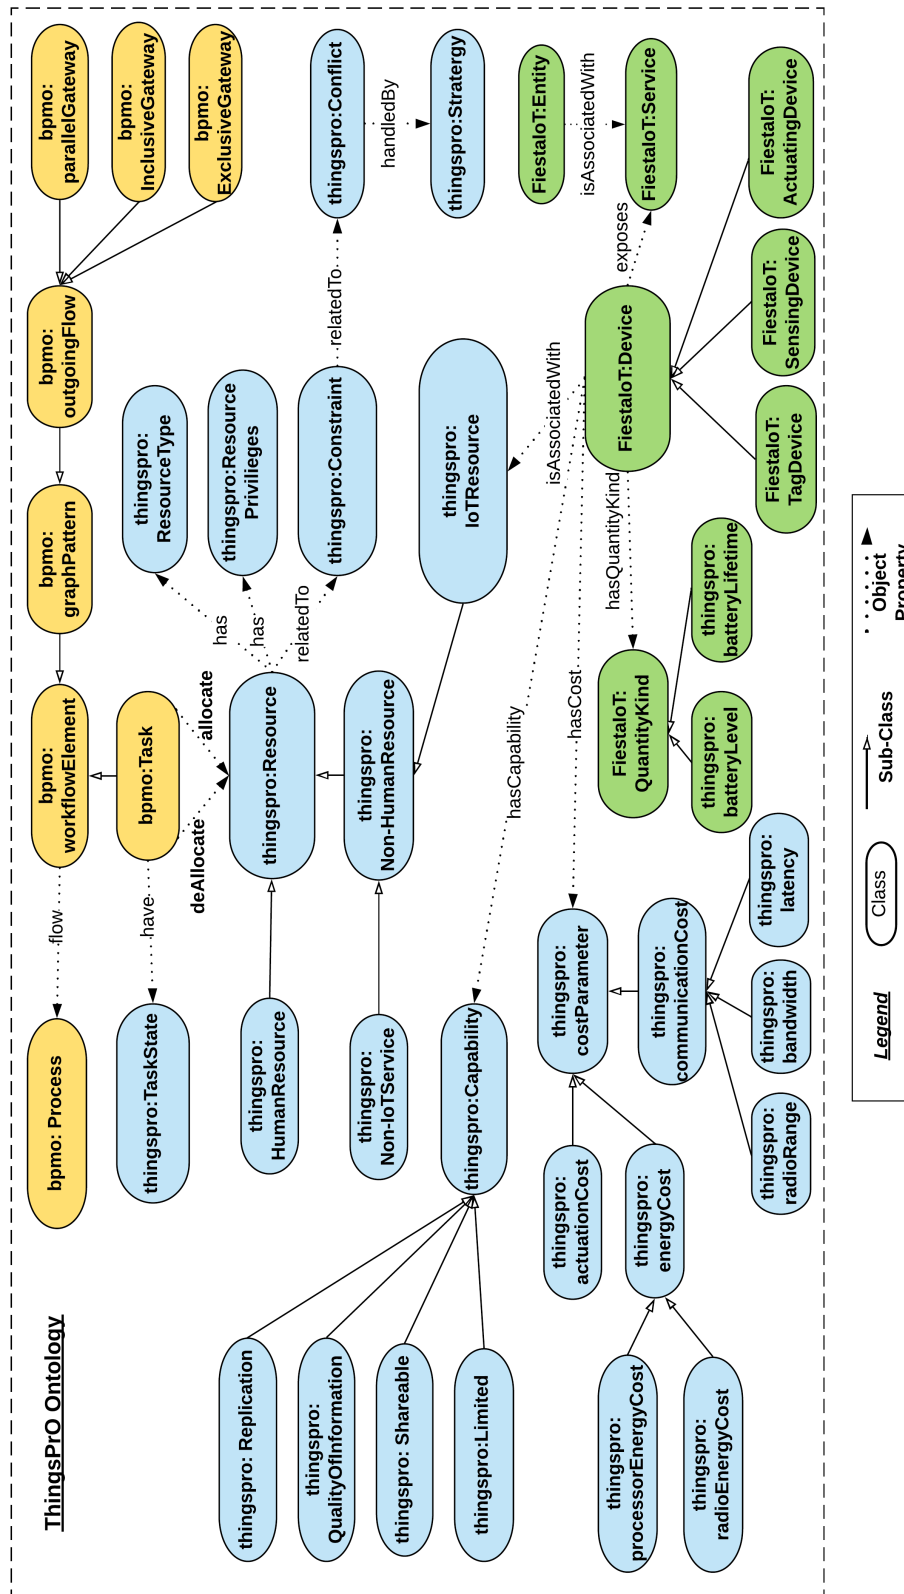 ThingsPrO Ontology
bpmo: Process
flow
bpmo:
workflowElement
bpmo:
graphPattern
bpmo:
outgoingFlow
bpmo:
parallelGateway
bpmo:
InclusiveGateway
bpmo:
ExclusiveGateway
thingspro:TaskState
have
bpmo:Task
allocate
deAllocate
thingspro:
ResourceType
thingspro:Resource
Privilieges
has
has
relatedTo
thingspro:Constraint
relatedTo
thingspro:Conflict
handledBy
thingspro:Stratergy
thingspro:
HumanResource
thingspro:Resource
thingspro:
Non-IoTService
thingspro:
Non-HumanResource
thingspro:
IoTResource
thingspro: Replication
thingspro:
QualityOfInformation
thingspro: Shareable
thingspro:Limited
thingspro:Capability
hasCapability
isAssociatedWith
FiestaIoT:Entity
isAssociatedWith
FiestaIoT:Service
exposes
FiestaIoT:Device
hasCost
hasQuantityKind
FiestaIoT:
ActuatingDevice
FiestaIoT:
SensingDevice
FiestaIoT:
TagDevice
FiestaIoT:
QuantityKind
thingspro:
batteryLifetime
thingspro:
batteryLevel
thingspro:
costParameter
thingspro:
communicationCost
thingspro:
latency
thingspro:
bandwidth
thingspro:
radioRange
thingspro:
actuationCost
thingspro:
energyCost
thingspro:
processorEnergyCost
thingspro:
radioEnergyCost
Legend
Class
Sub-Class
Object
Property